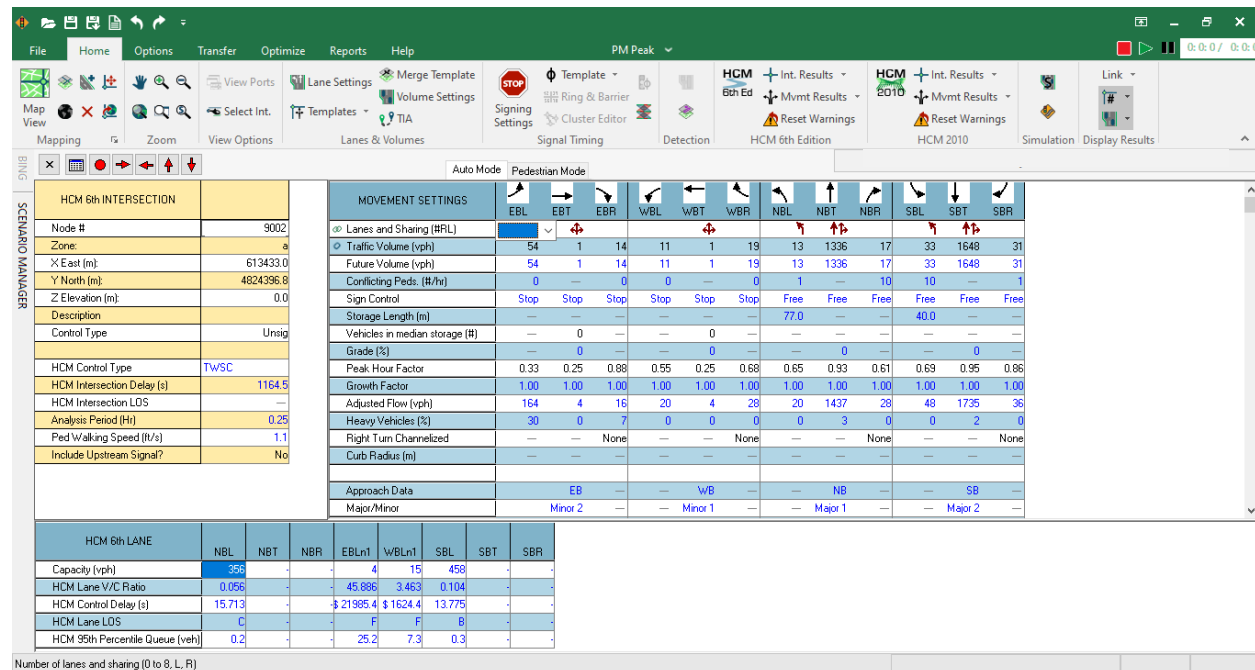 File Home Options Transfer Optimize Reports Help PM Peak 0:0:0 / 0:0:
View Ports Lane Settings Merge Template Template HCM Int. Results HCM Int. Results Link
Map View Select Int. Templates Volume Settings STOP Signing Settings Ring & Barrier 6th Ed Mvmt Results 2010 Mvmt Results
TIA Cluster Editor Reset Warnings Reset Warnings
Mapping Zoom View Options Lanes & Volumes Signal Timing Detection HCM 6th Edition HCM 2010 Simulation Display Results
BING
SCENARIO MANAGER
Auto Mode Pedestrian Mode
HCM 6th INTERSECTION
Node # 9002
Zone: a
X East (m): 613433.0
Y North (m): 4824396.8
Z Elevation (m): 0.0
Description
Control Type Unsig
HCM Control Type TWSC
HCM Intersection Delay (s) 1164.5
HCM Intersection LOS —
Analysis Period (Hr) 0.25
Ped Walking Speed (ft/s) 1.1
Include Upstream Signal? No
MOVEMENT SETTINGS EBL EBT EBR WBL WBT WBR NBL NBT NBR SBL SBT SBR
Lanes and Sharing (#RL)
Traffic Volume (vph) 54 1 14 11 1 19 13 1336 17 33 1648 31
Future Volume (vph) 54 1 14 11 1 19 13 1336 17 33 1648 31
Conflicting Peds. (#/hr) 0 — 0 0 — 0 1 — 10 10 — 1
Sign Control Stop Stop Stop Stop Stop Stop Free Free Free Free Free Free
Storage Length (m) — — — — — — 77.0 — — 40.0 — —
Vehicles in median storage (#) — 0 — — 0 — — — — — — —
Grade (%) — 0 — — 0 — — 0 — — 0 —
Peak Hour Factor 0.33 0.25 0.88 0.55 0.25 0.68 0.65 0.93 0.61 0.69 0.95 0.86
Growth Factor 1.00 1.00 1.00 1.00 1.00 1.00 1.00 1.00 1.00 1.00 1.00 1.00
Adjusted Flow (vph) 164 4 16 20 4 28 20 1437 28 48 1735 36
Heavy Vehicles (%) 30 0 7 0 0 0 0 3 0 0 2 0
Right Turn Channelized — — None — — None — — None — — None
Curb Radius (m) — — — — — — — — — — — —
Approach Data EB — — WB — — NB — — SB —
Major/Minor Minor 2 — — Minor 1 — — Major 1 — — Major 2 —
HCM 6th LANE NBL NBT NBR EBLn1 WBLn1 SBL SBT SBR
Capacity (vph) 356 - - 4 15 458 - -
HCM Lane V/C Ratio 0.056 - - 45.886 3.463 0.104 - -
HCM Control Delay (s) 15.713 - -$ 21985.4 $ 1624.4 13.775 - -
HCM Lane LOS C - - F F B - -
HCM 95th Percentile Queue (veh) 0.2 - - 25.2 7.3 0.3 - -
Number of lanes and sharing (0 to 8, L, R)